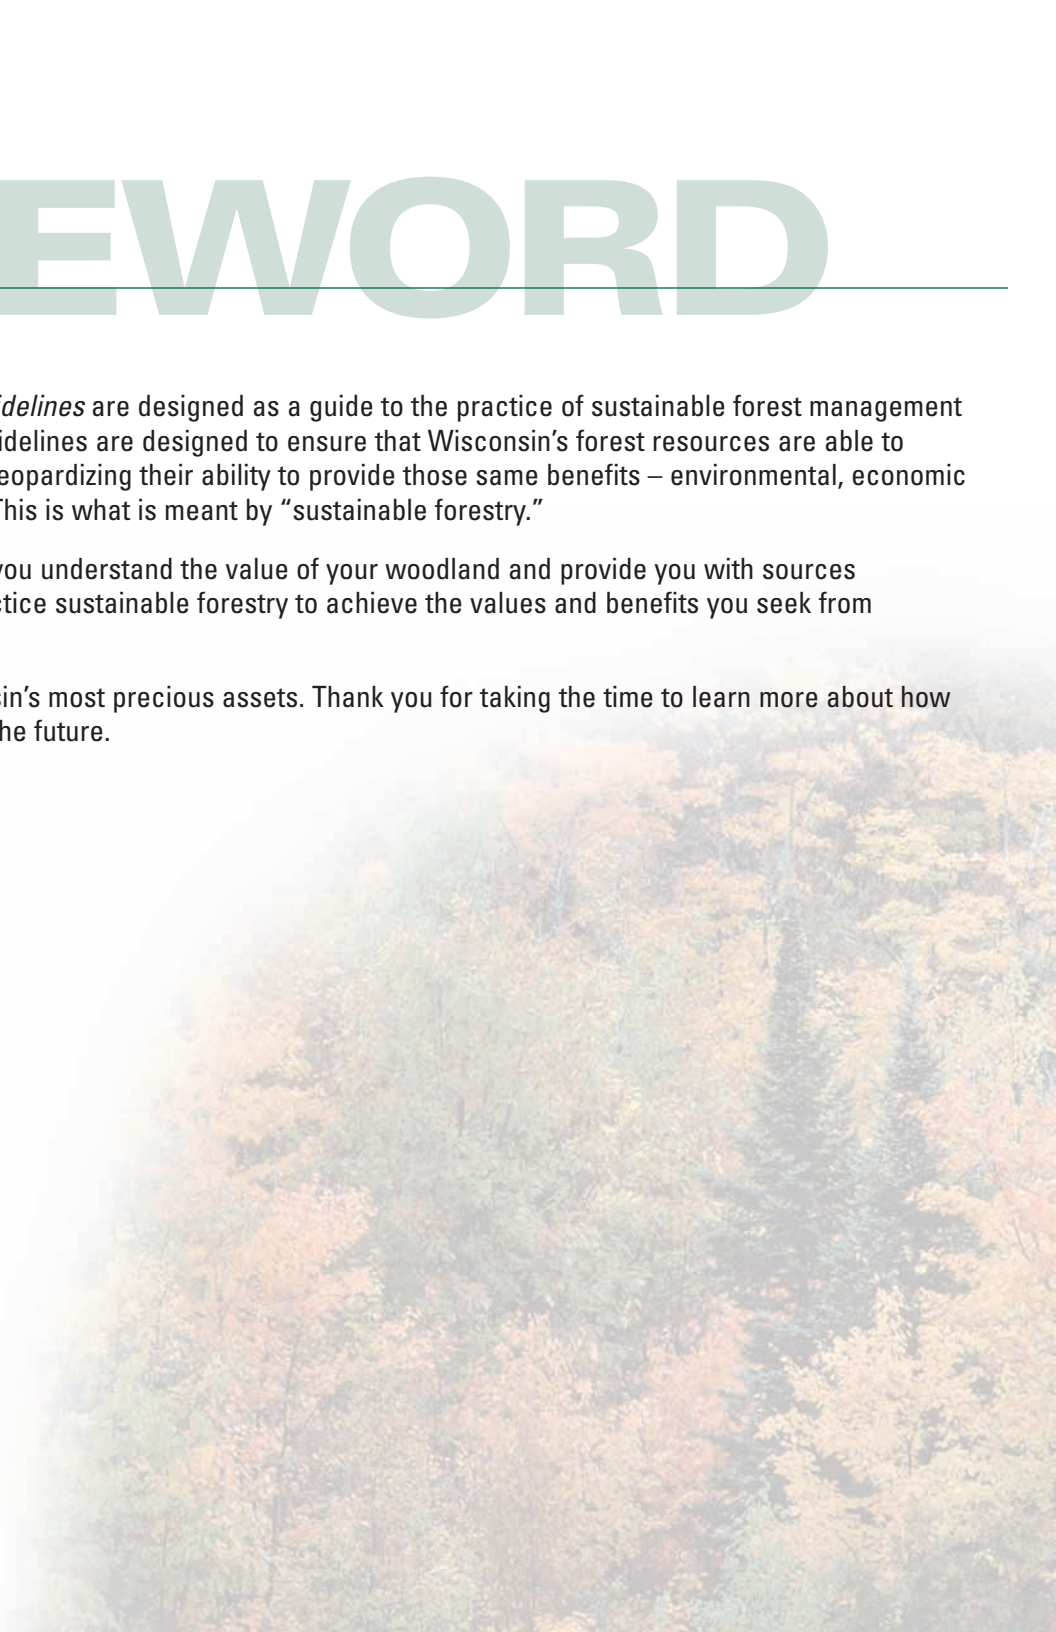 EWORD
idelines are designed as a guide to the practice of sustainable forest management
idelines are designed to ensure that Wisconsin’s forest resources are able to
eopardizing their ability to provide those same benefits – environmental, economic
This is what is meant by “sustainable forestry.”
you understand the value of your woodland and provide you with sources
ctice sustainable forestry to achieve the values and benefits you seek from
sin’s most precious assets. Thank you for taking the time to learn more about how
he future.